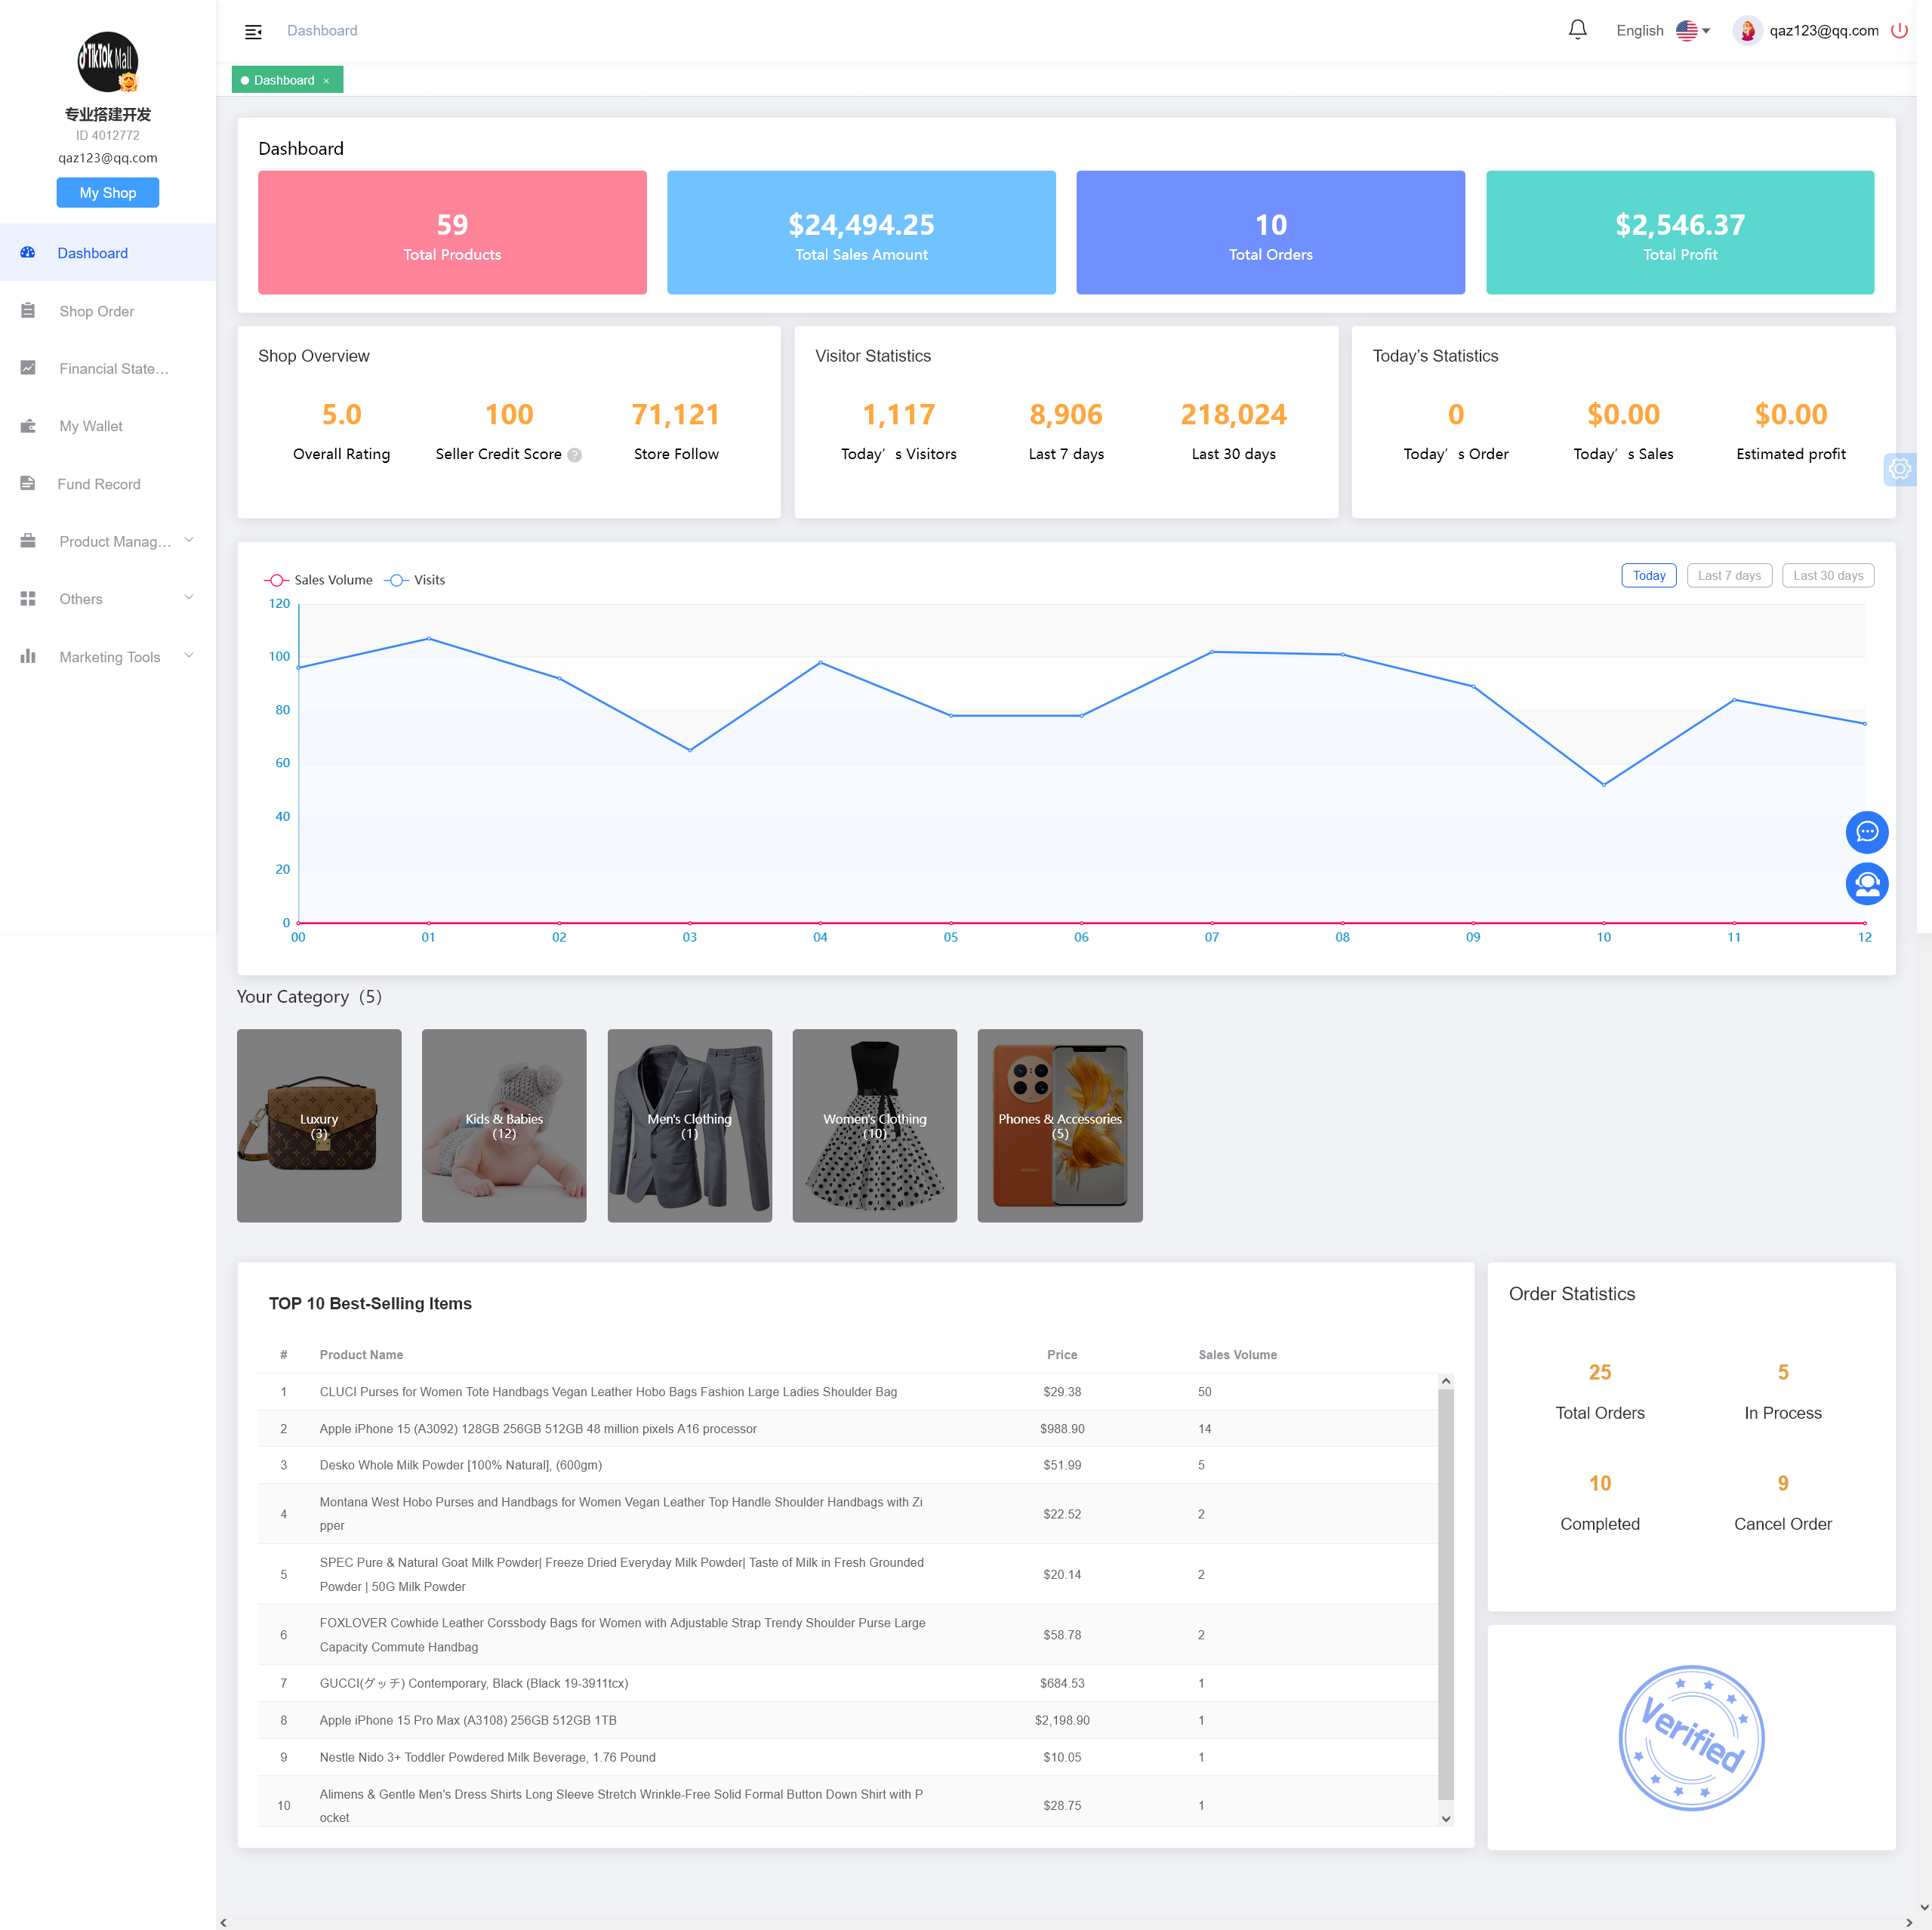 Dashboard
English
qaz123@qq.com
Dashboard ×
TikTok Mall
专业搭建开发
ID 4012772
qaz123@qq.com
My Shop
Dashboard
Shop Order
Financial State...
My Wallet
Fund Record
Product Manag...
Others
Marketing Tools
Dashboard
59
Total Products
$24,494.25
Total Sales Amount
10
Total Orders
$2,546.37
Total Profit
Shop Overview
5.0
Overall Rating
100
Seller Credit Score ?
71,121
Store Follow
Visitor Statistics
1,117
Today’s Visitors
8,906
Last 7 days
218,024
Last 30 days
Today's Statistics
0
Today’s Order
$0.00
Today’s Sales
$0.00
Estimated profit
Sales Volume Visits
Today Last 7 days Last 30 days
120
100
80
60
40
20
0
00 01 02 03 04 05 06 07 08 09 10 11 12
Your Category（5）
Luxury
(3)
Kids & Babies
(12)
Men's Clothing
(1)
Women's Clothing
(10)
Phones & Accessories
(5)
TOP 10 Best-Selling Items
# Product Name Price Sales Volume
1 CLUCI Purses for Women Tote Handbags Vegan Leather Hobo Bags Fashion Large Ladies Shoulder Bag $29.38 50
2 Apple iPhone 15 (A3092) 128GB 256GB 512GB 48 million pixels A16 processor $988.90 14
3 Desko Whole Milk Powder [100% Natural], (600gm) $51.99 5
4 Montana West Hobo Purses and Handbags for Women Vegan Leather Top Handle Shoulder Handbags with Zi
pper $22.52 2
5 SPEC Pure & Natural Goat Milk Powder| Freeze Dried Everyday Milk Powder| Taste of Milk in Fresh Grounded
Powder | 50G Milk Powder $20.14 2
6 FOXLOVER Cowhide Leather Corssbody Bags for Women with Adjustable Strap Trendy Shoulder Purse Large
Capacity Commute Handbag $58.78 2
7 GUCCI(グッチ) Contemporary, Black (Black 19-3911tcx) $684.53 1
8 Apple iPhone 15 Pro Max (A3108) 256GB 512GB 1TB $2,198.90 1
9 Nestle Nido 3+ Toddler Powdered Milk Beverage, 1.76 Pound $10.05 1
10 Alimens & Gentle Men's Dress Shirts Long Sleeve Stretch Wrinkle-Free Solid Formal Button Down Shirt with P
ocket $28.75 1
Order Statistics
25
Total Orders
5
In Process
10
Completed
9
Cancel Order
Verified